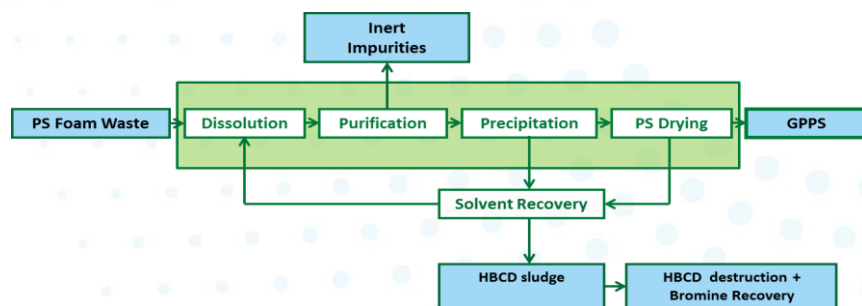 Inert
Impurities
PS Foam Waste
Dissolution
Purification
Precipitation
PS Drying
GPPS
Solvent Recovery
HBCD sludge
HBCD destruction +
Bromine Recovery